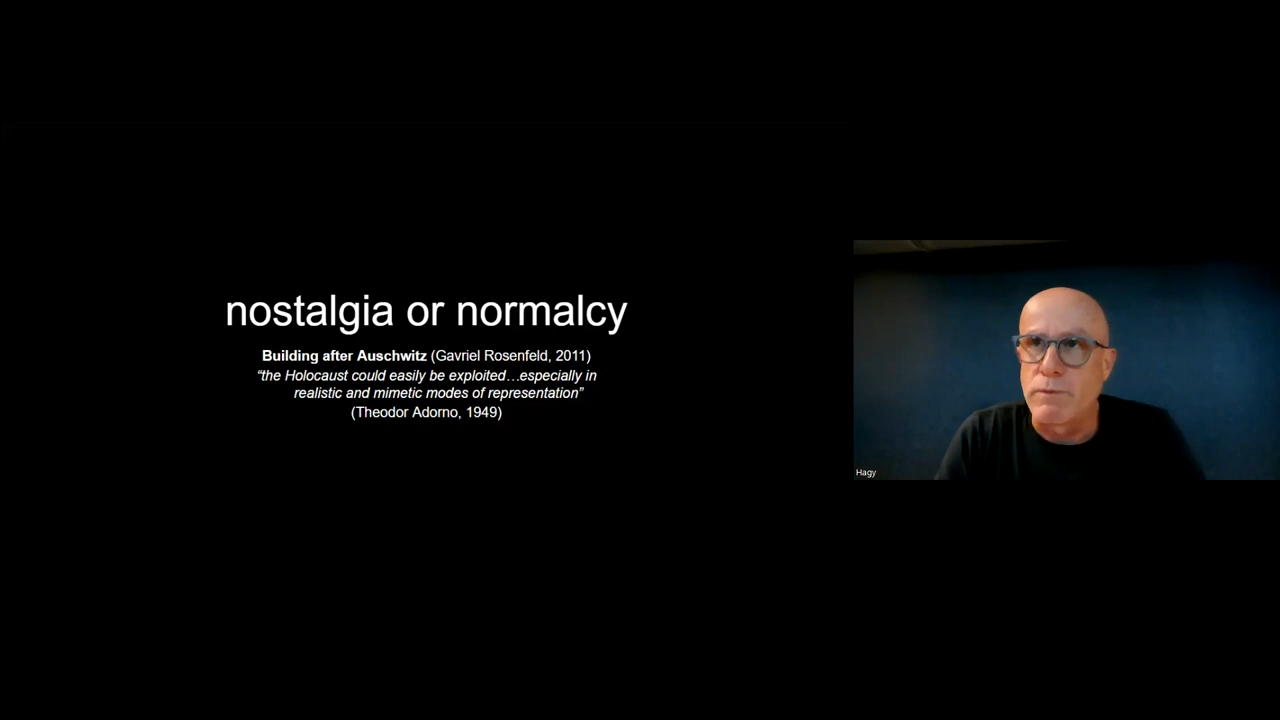 nostalgia or normalcy
Building after Auschwitz (Gavriel Rosenfeld, 2011)
“the Holocaust could easily be exploited…especially in
realistic and mimetic modes of representation”
(Theodor Adorno, 1949)
Hagy